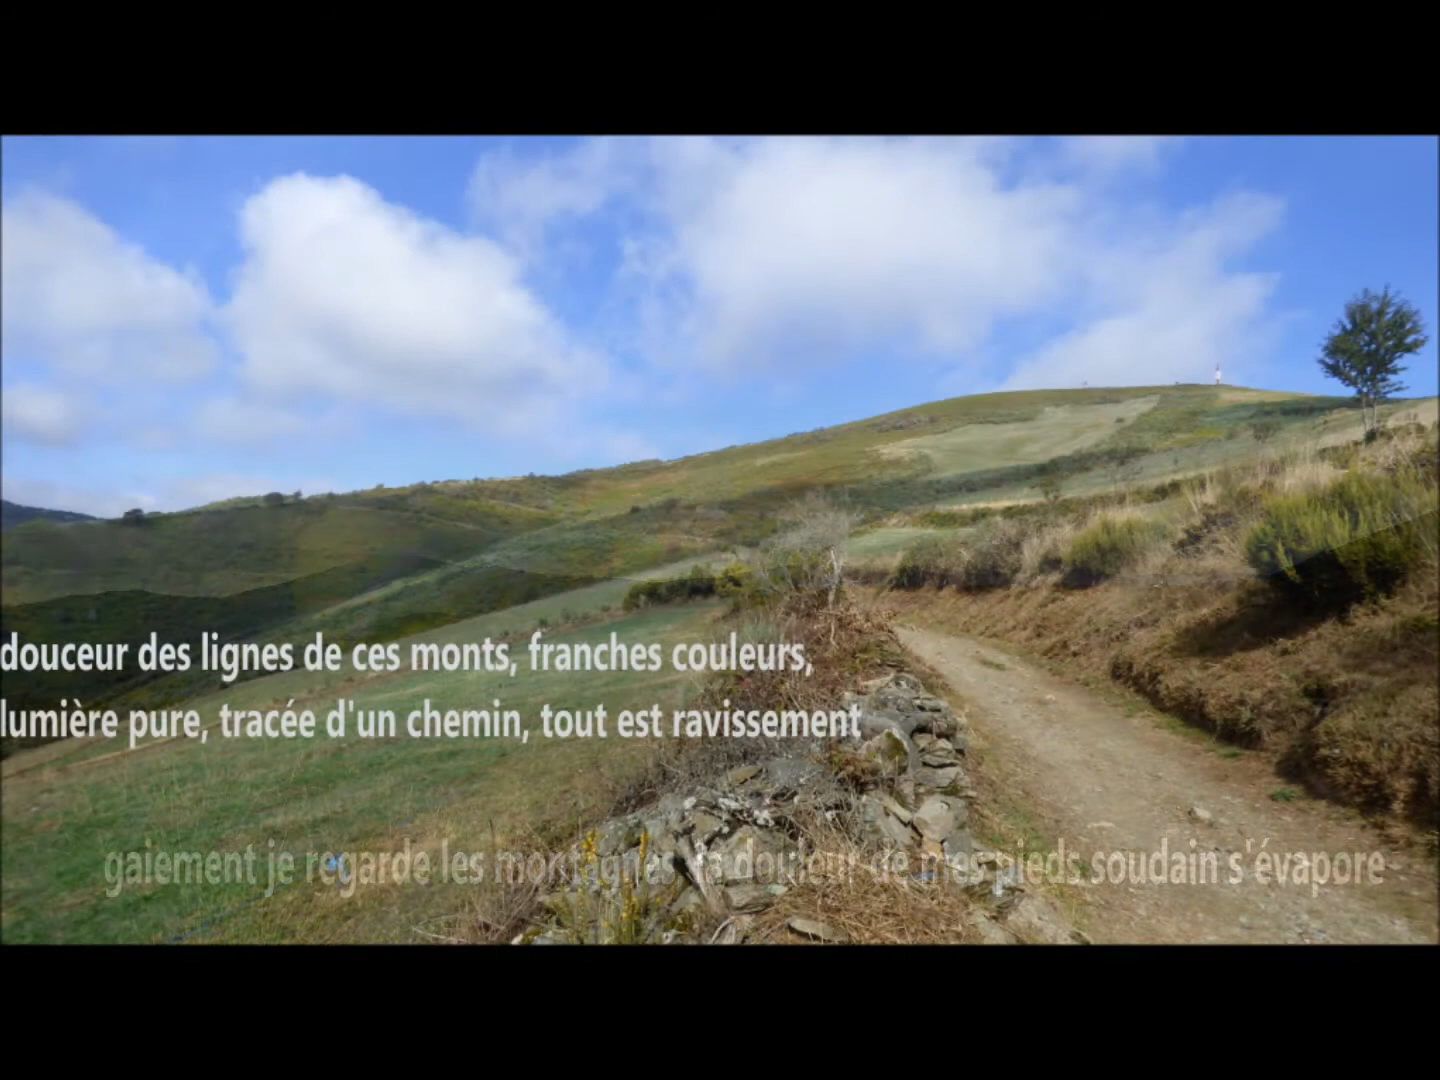 douceur des lignes de ces monts, franches couleurs,
lumière pure, tracée d'un chemin, tout est ravissement
gaiement je regarde les montagnes la douleur de mes pieds soudain s'évapore